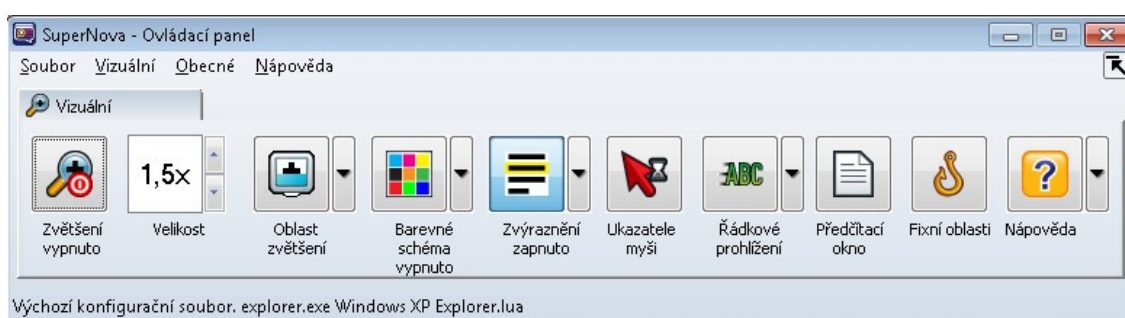 SuperNova - Ovládací panel
Soubor Vizuální Obecné Nápověda
Vizuální
1,5x
ABC
?
Zvětšení vypnuto
Velikost
Oblast zvětšení
Barevné schéma vypnuto
Zvýraznění zapnuto
Ukazatele myši
Řádkové prohlížení
Předčítací okno
Fixní oblasti
Nápověda
Výchozí konfigurační soubor. explorer.exe Windows XP Explorer.lua